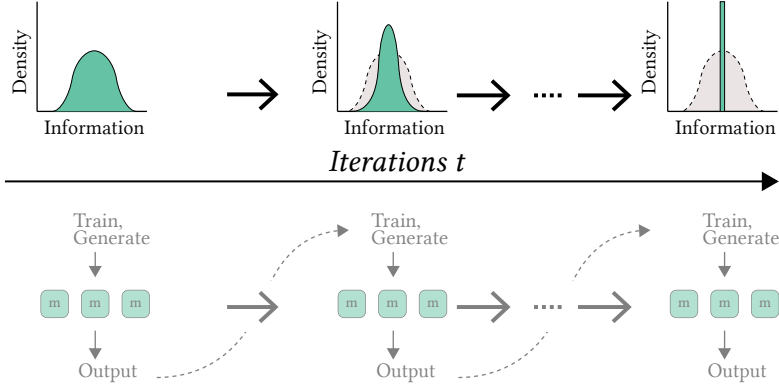 Density
Information
Density
Information
Density
Information
Iterations t
Train,
Generate
Train,
Generate
Train,
Generate
m m m
m m m
m m m
Output
Output
Output